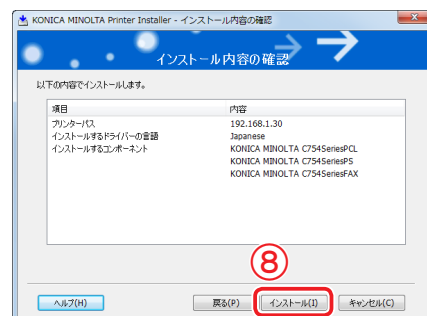 KONICA MINOLTA Printer Installer - インストール内容の確認
インストール内容の確認
以下の内容でインストールします。
項目 内容
プリンターパス 192.168.1.30
インストールするドライバーの言語 Japanese
インストールするコンポーネント KONICA MINOLTA C754SeriesPCL
KONICA MINOLTA C754SeriesPS
KONICA MINOLTA C754SeriesFAX
⑧
ヘルプ(H) 戻る(P) インストール(I) キャンセル(C)